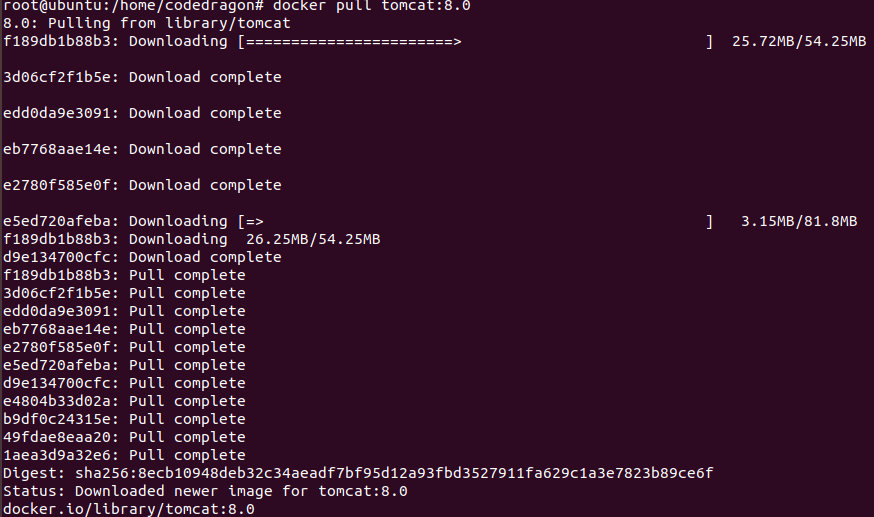 root@ubuntu:/home/codedragon# docker pull tomcat:8.0
8.0: Pulling from library/tomcat
f189db1b88b3: Downloading [=======================>                           ]  25.72MB/54.25MB
3d06cf2f1b5e: Download complete
edd0da9e3091: Download complete
eb7768aae14e: Download complete
e2780f585e0f: Download complete
e5ed720afeba: Downloading [=>                                                 ]   3.15MB/81.8MB
f189db1b88b3: Downloading  26.25MB/54.25MB
d9e134700cfc: Download complete
f189db1b88b3: Pull complete
3d06cf2f1b5e: Pull complete
edd0da9e3091: Pull complete
eb7768aae14e: Pull complete
e2780f585e0f: Pull complete
e5ed720afeba: Pull complete
d9e134700cfc: Pull complete
e4804b33d02a: Pull complete
b9df0c24315e: Pull complete
49fdae8eaa20: Pull complete
1aea3d9a32e6: Pull complete
Digest: sha256:8ecb10948deb32c34aeadf7bf95d12a93fbd3527911fa629c1a3e7823b89ce6f
Status: Downloaded newer image for tomcat:8.0
docker.io/library/tomcat:8.0